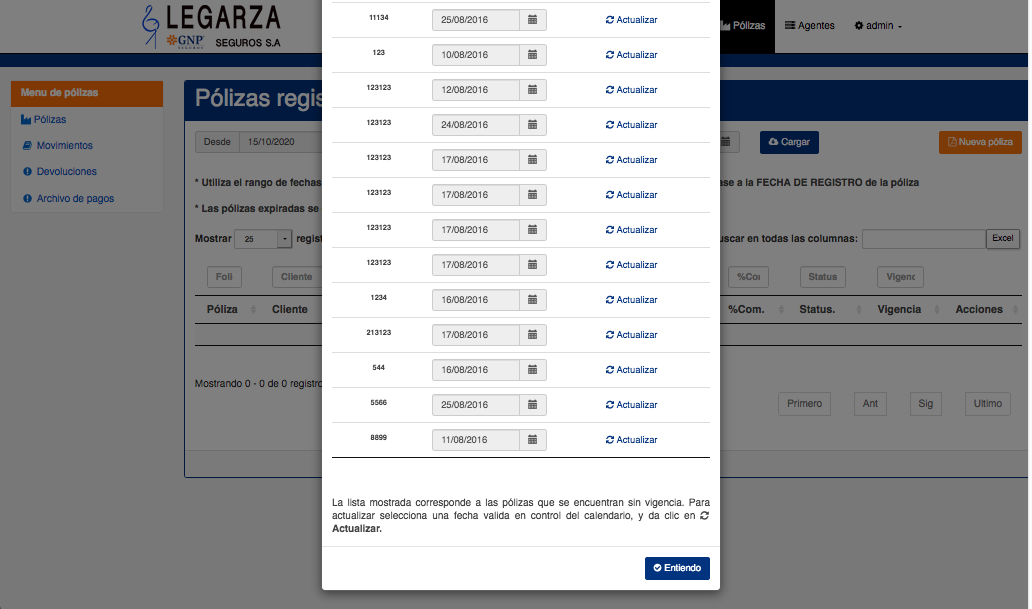 LEGARZA
GNP
SEGUROS
SEGUROS S.A
Pólizas
Agentes
admin
Menu de pólizas
Pólizas
Movimientos
Devoluciones
Archivo de pagos
Pólizas regis
Desde 15/10/2020
Cargar
Nueva póliza
* Utiliza el rango de fechas
ase a la FECHA DE REGISTRO de la póliza
* Las pólizas expiradas se
Mostrar 25 regist
uscar en todas las columnas:
Excel
Foli Cliente %Coi Status Vigenc
Póliza Cliente %Com. Status. Vigencia Acciones
Mostrando 0 - 0 de 0 registro
Primero Ant Sig Ultimo
11134 25/08/2016 Actualizar
123 10/08/2016 Actualizar
123123 12/08/2016 Actualizar
123123 24/08/2016 Actualizar
123123 17/08/2016 Actualizar
123123 17/08/2016 Actualizar
123123 17/08/2016 Actualizar
123123 17/08/2016 Actualizar
1234 16/08/2016 Actualizar
213123 17/08/2016 Actualizar
544 16/08/2016 Actualizar
5566 25/08/2016 Actualizar
8899 11/08/2016 Actualizar
La lista mostrada corresponde a las pólizas que se encuentran sin vigencia. Para
actualizar selecciona una fecha valida en control del calendario, y da clic en
Actualizar.
Entiendo